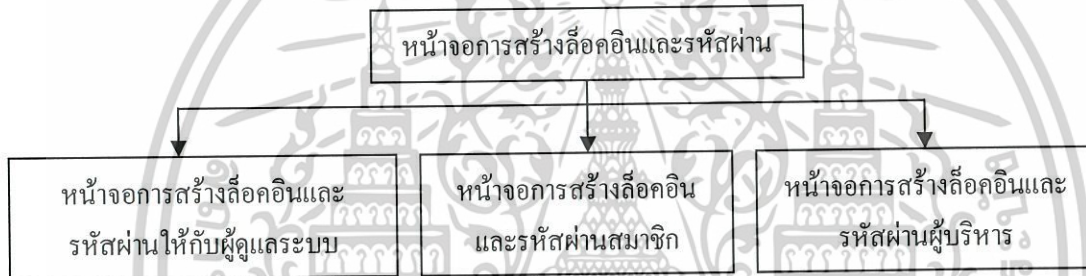 หน้าจอการสร้างล็อคอินและรหัสผ่าน
หน้าจอการสร้างล็อคอินและ
รหัสผ่านให้กับผู้ดูแลระบบ
หน้าจอการสร้างล็อคอิน
และรหัสผ่านสมาชิก
หน้าจอการสร้างล็อคอินและ
รหัสผ่านผู้บริหาร